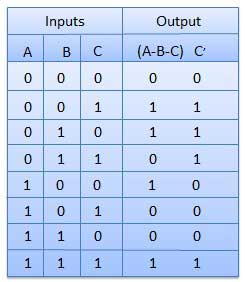 Inputs Output
A B C (A-B-C) C'
0 0 0 0 0
0 0 1 1 1
0 1 0 1 1
0 1 1 0 1
1 0 0 1 0
1 0 1 0 0
1 1 0 0 0
1 1 1 1 1